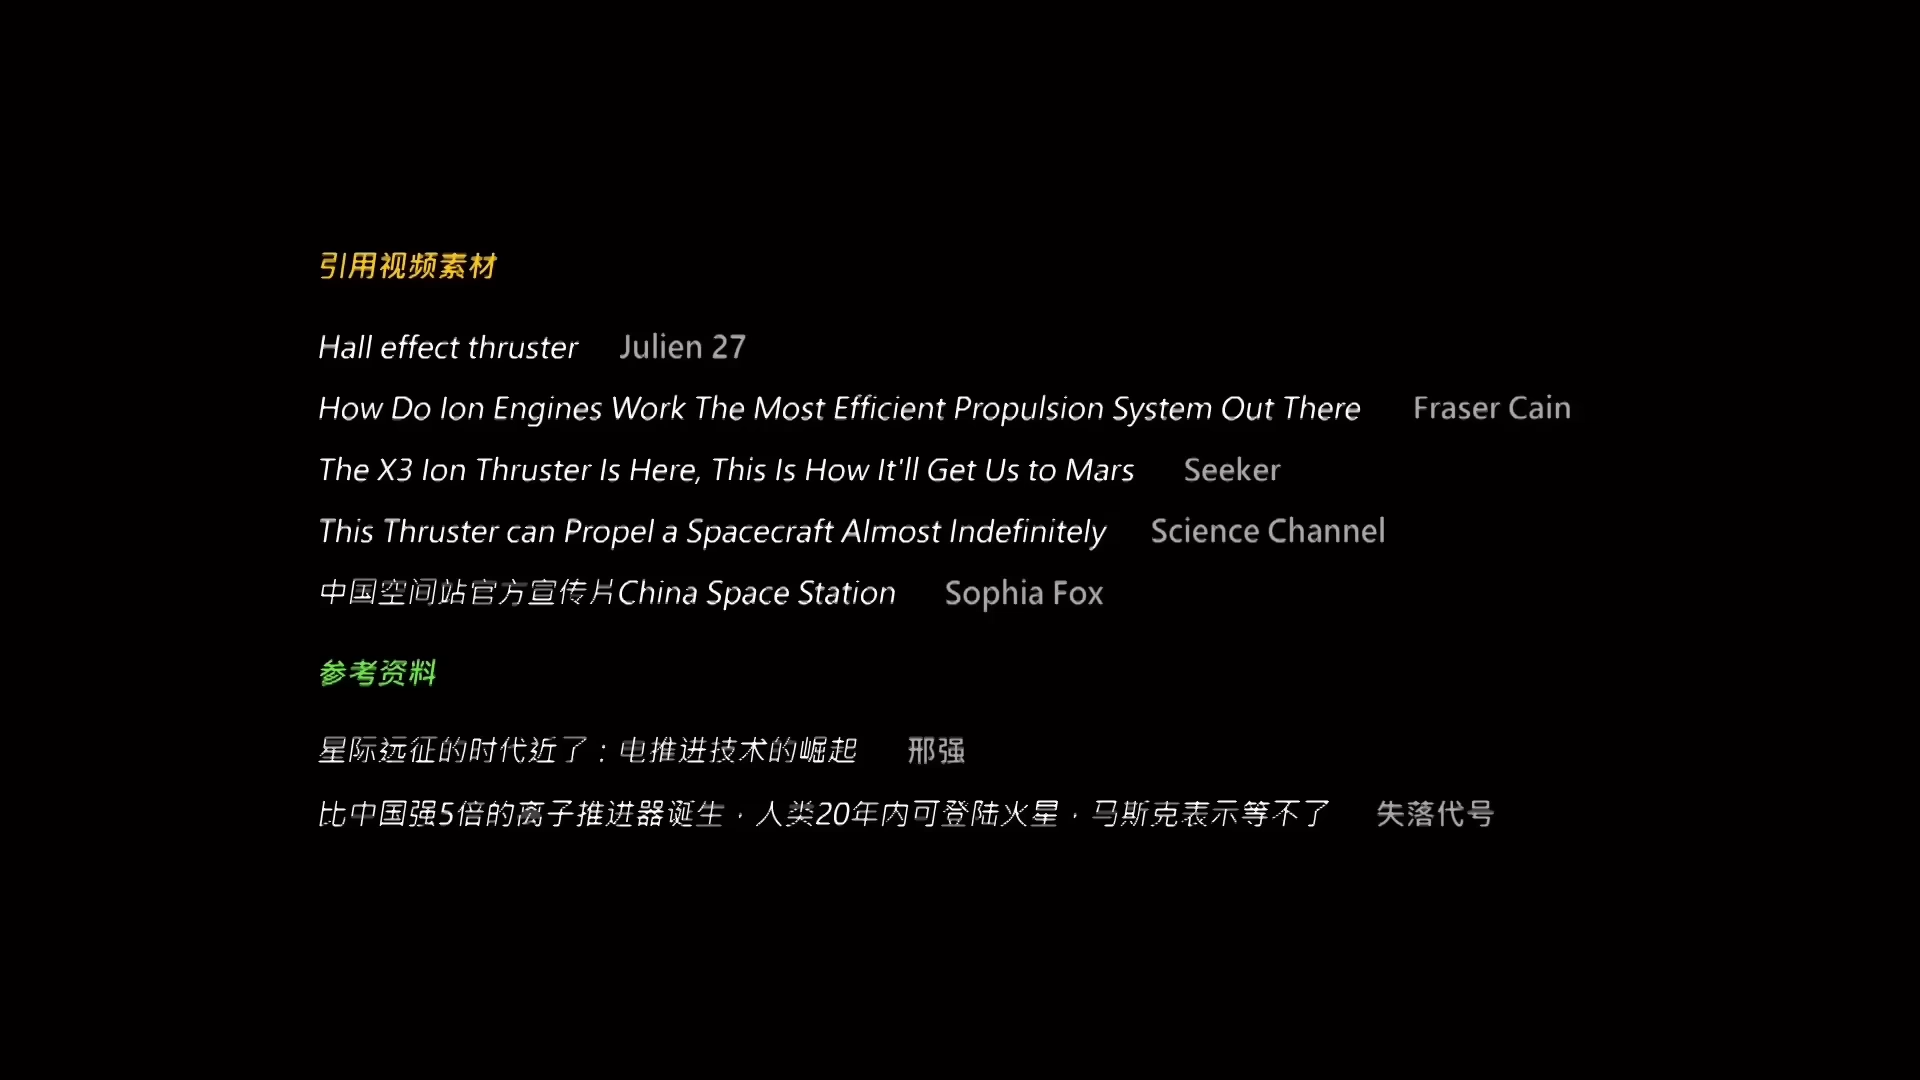 引用视频素材
Hall effect thruster Julien 27
How Do Ion Engines Work The Most Efficient Propulsion System Out There Fraser Cain
The X3 Ion Thruster Is Here, This Is How It'll Get Us to Mars Seeker
This Thruster can Propel a Spacecraft Almost Indefinitely Science Channel
中国空间站官方宣传片China Space Station Sophia Fox
参考资料
星际远征的时代近了：电推进技术的崛起 邢强
比中国强5倍的离子推进器诞生，人类20年内可登陆火星，马斯克表示等不了 失落代号